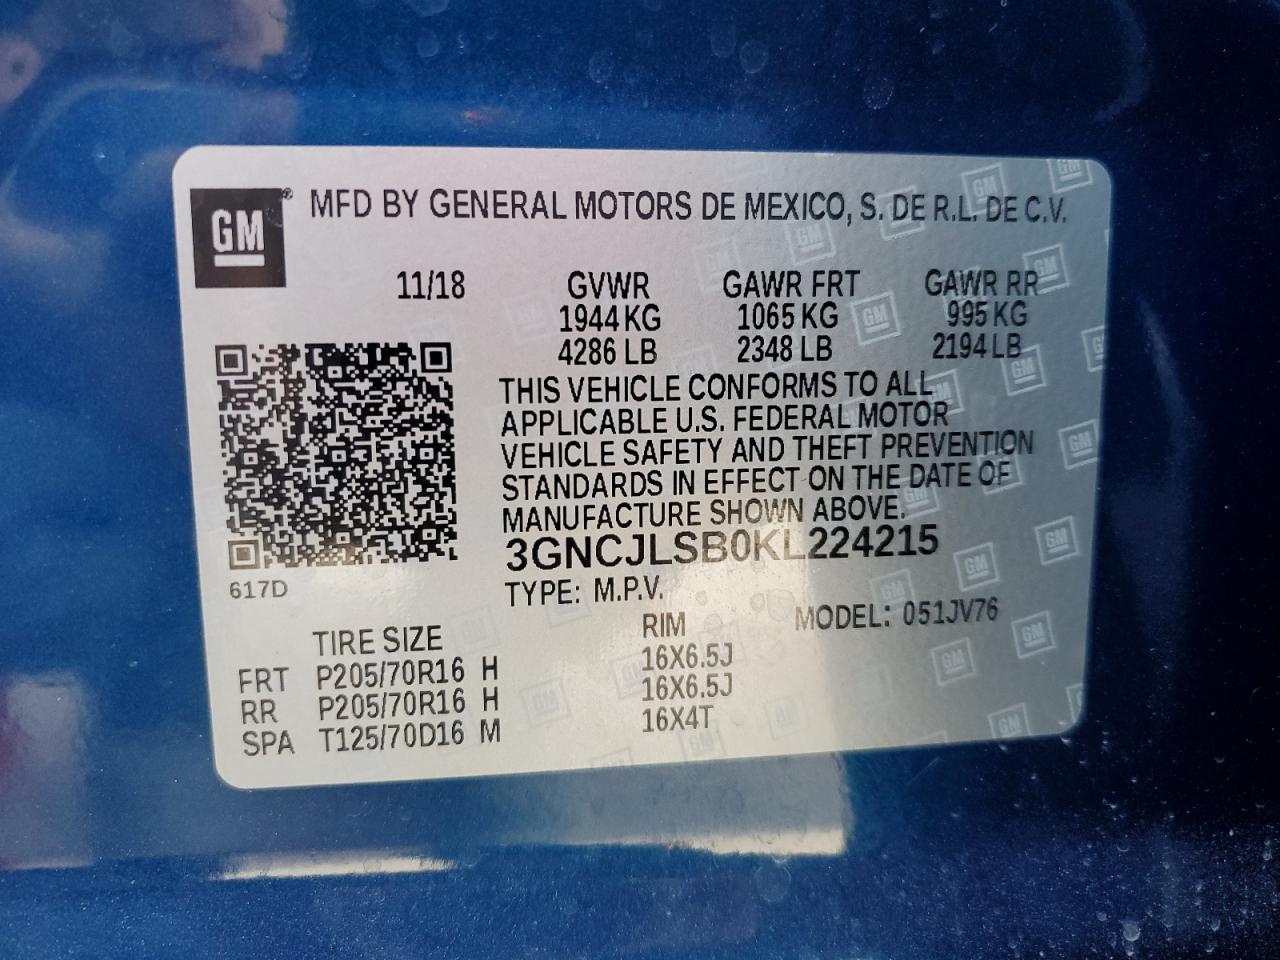 GM® MFD BY GENERAL MOTORS DE MEXICO, S. DE R.L. DE C.V.
11/18 GVWR GAWR FRT GAWR RR
1944 KG 1065 KG 995 KG
4286 LB 2348 LB 2194 LB
THIS VEHICLE CONFORMS TO ALL
APPLICABLE U.S. FEDERAL MOTOR
VEHICLE SAFETY AND THEFT PREVENTION
STANDARDS IN EFFECT ON THE DATE OF
MANUFACTURE SHOWN ABOVE.
3GNCJLSB0KL224215
617D
TYPE: M.P.V.
TIRE SIZE RIM MODEL: 051JV76
FRT P205/70R16 H 16X6.5J
RR P205/70R16 H 16X6.5J
SPA T125/70D16 M 16X4T